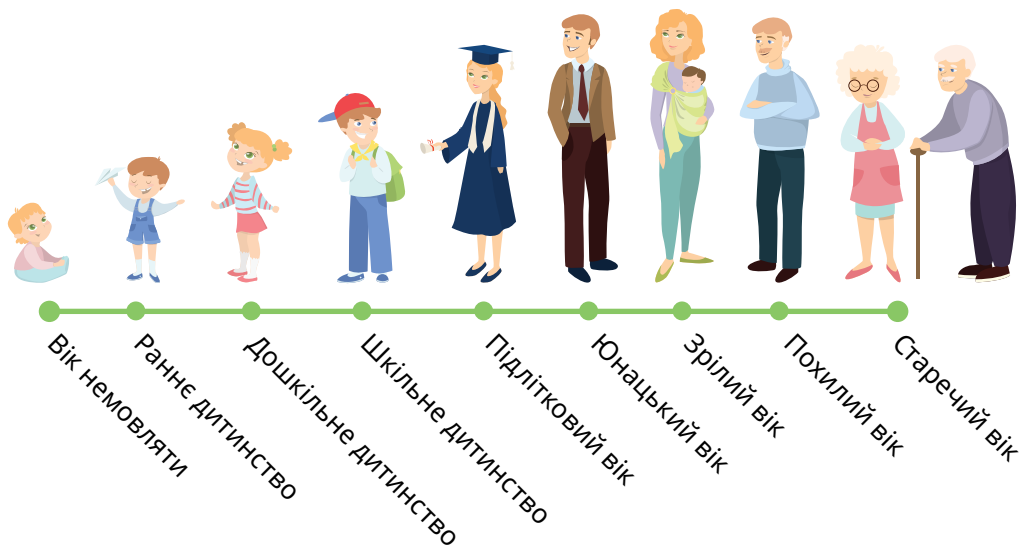 Вік немовляти
Раннє дитинство
Дошкільне дитинство
Шкільне дитинство
Підлітковий вік
Юнацький вік
Зрілий вік
Похилий вік
Старечий вік